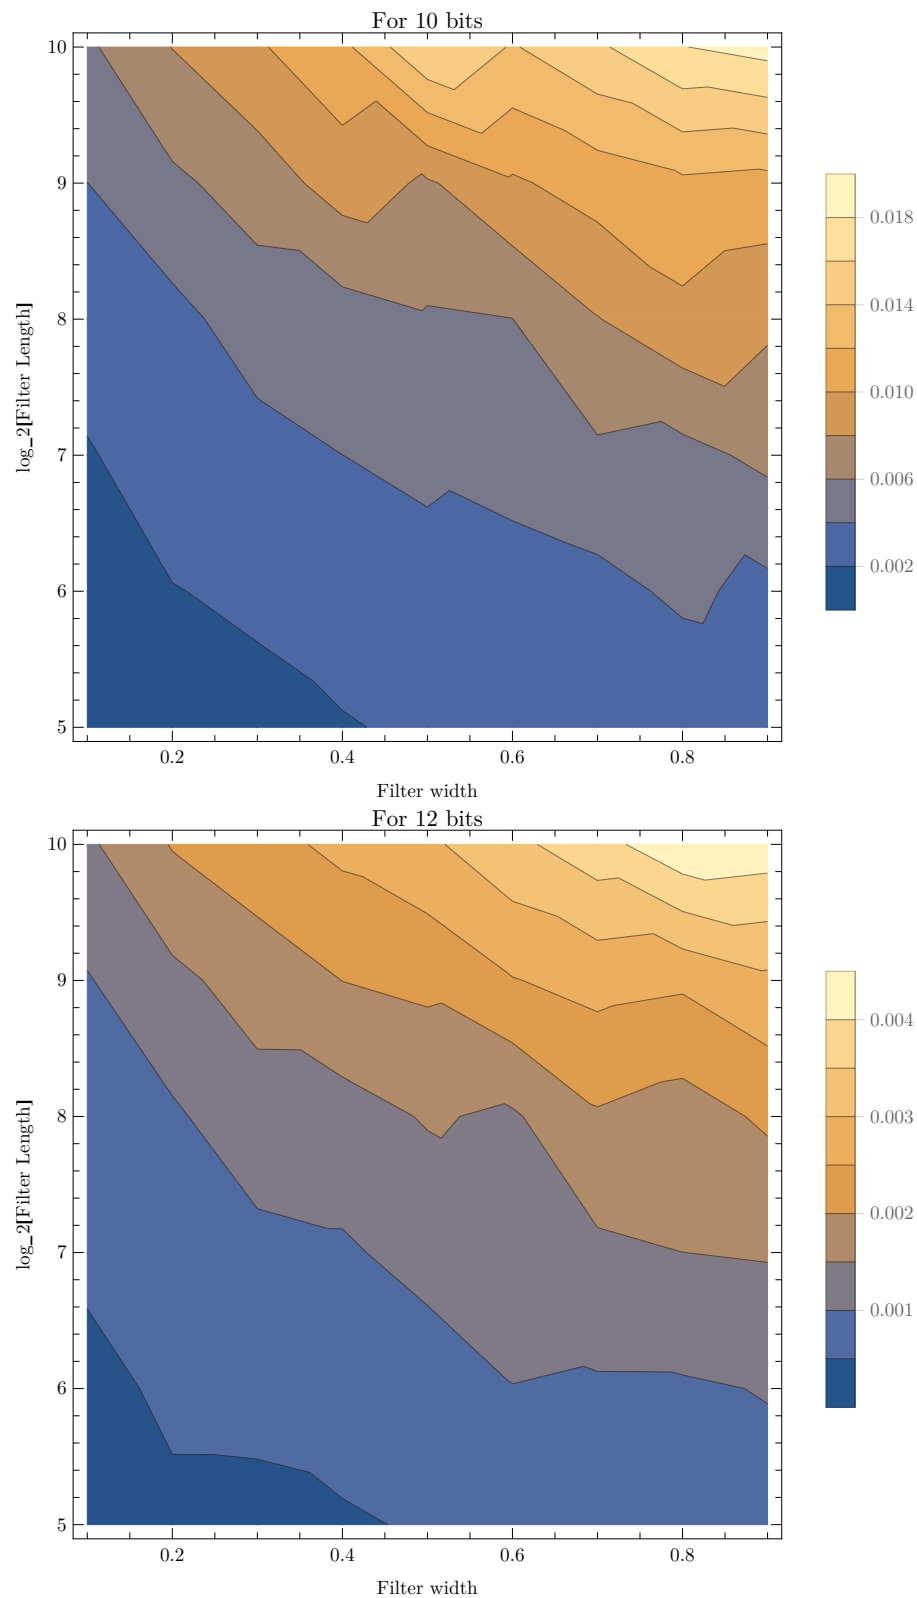 For 10 bits
10
9
8
7
6
5
log_2[Filter Length]
0.2 0.4 0.6 0.8
Filter width
0.018
0.014
0.010
0.006
0.002
For 12 bits
10
9
8
7
6
5
log_2[Filter Length]
0.2 0.4 0.6 0.8
Filter width
0.004
0.003
0.002
0.001